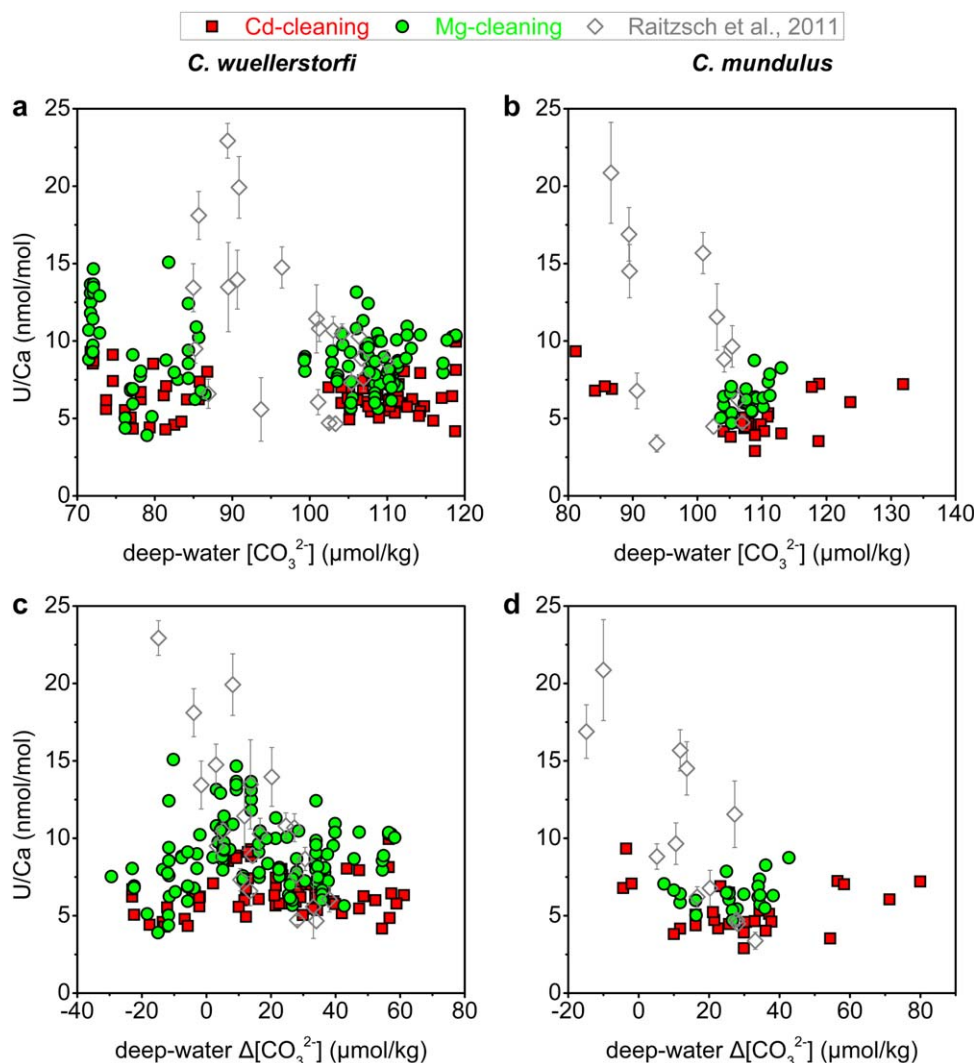 Cd-cleaning Mg-cleaning Raitzsch et al., 2011
C. wuellerstorfi C. mundulus
a b
25 25
20 20
15 15
10 10
5 5
0 0
70 80 90 100 110 120 80 90 100 110 120 130 140
U/Ca (nmol/mol)
deep-water [CO₃²⁻] (µmol/kg) deep-water [CO₃²⁻] (µmol/kg)
c d
25 25
20 20
15 15
10 10
5 5
0 0
-40 -20 0 20 40 60 80 -20 0 20 40 60 80 100
U/Ca (nmol/mol)
deep-water Δ[CO₃²⁻] (µmol/kg) deep-water Δ[CO₃²⁻] (µmol/kg)